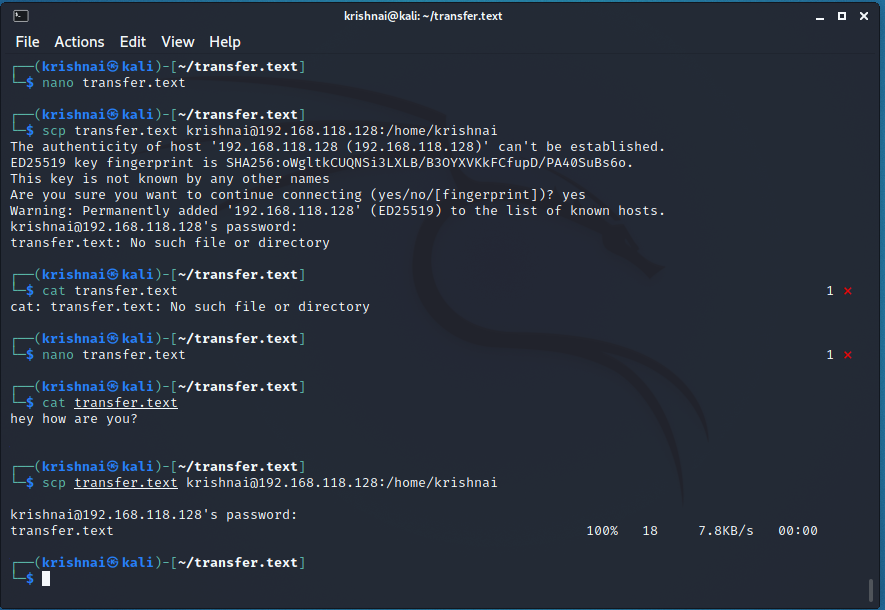 krishnai@kali: ~/transfer.text
File Actions Edit View Help
┌──(krishnai㉿kali)-[~/transfer.text]
└─$ nano transfer.text
┌──(krishnai㉿kali)-[~/transfer.text]
└─$ scp transfer.text krishnai@192.168.118.128:/home/krishnai
The authenticity of host '192.168.118.128 (192.168.118.128)' can't be established.
ED25519 key fingerprint is SHA256:oWgltkCUQNSi3LXLB/B3OYXVKkFCfupD/PA40SuBs6o.
This key is not known by any other names
Are you sure you want to continue connecting (yes/no/[fingerprint])? yes
Warning: Permanently added '192.168.118.128' (ED25519) to the list of known hosts.
krishnai@192.168.118.128's password:
transfer.text: No such file or directory
┌──(krishnai㉿kali)-[~/transfer.text]
└─$ cat transfer.text 1 ⨯
cat: transfer.text: No such file or directory
┌──(krishnai㉿kali)-[~/transfer.text]
└─$ nano transfer.text 1 ⨯
┌──(krishnai㉿kali)-[~/transfer.text]
└─$ cat transfer.text
hey how are you?
┌──(krishnai㉿kali)-[~/transfer.text]
└─$ scp transfer.text krishnai@192.168.118.128:/home/krishnai
krishnai@192.168.118.128's password:
transfer.text 100% 18 7.8KB/s 00:00
┌──(krishnai㉿kali)-[~/transfer.text]
└─$